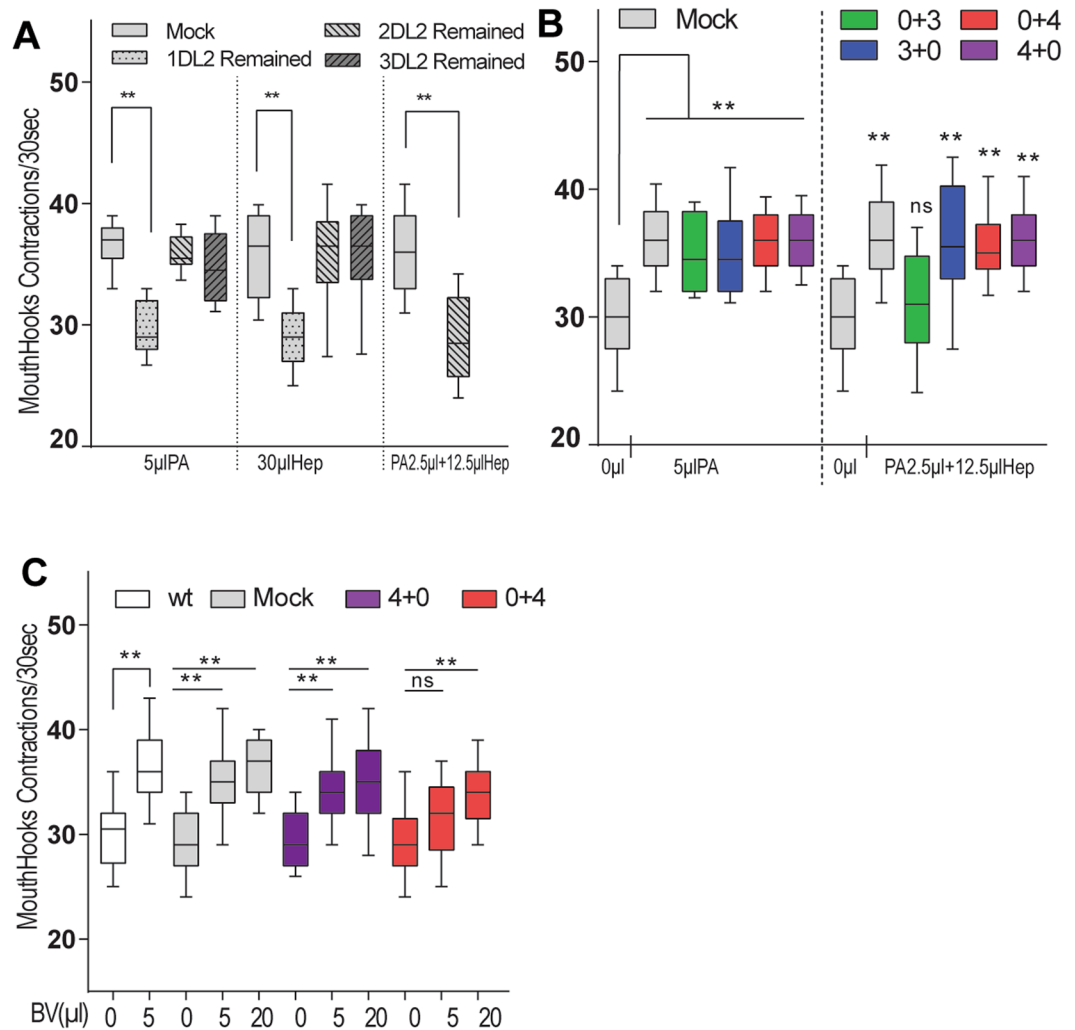 A
Mock
2DL2 Remained
1DL2 Remained
3DL2 Remained
MouthHooks Contractions/30sec
50
40
30
20
** ** **
5µlPA 30µlHep PA2.5µl+12.5µlHep
B
Mock
0+3 0+4
3+0 4+0
50
40
30
20
**
** ns ** ** **
0µl 5µlPA 0µl PA2.5µl+12.5µlHep
C
wt Mock 4+0 0+4
MouthHooks Contractions/30sec
50
40
30
20
** ** ** **
** ** ns
BV(µl) 0 5 0 5 20 0 5 20 0 5 20